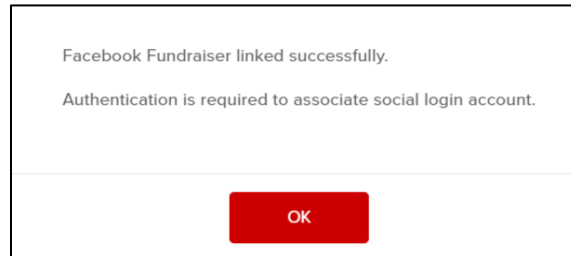 Facebook Fundraiser linked successfully.
Authentication is required to associate social login account.
OK